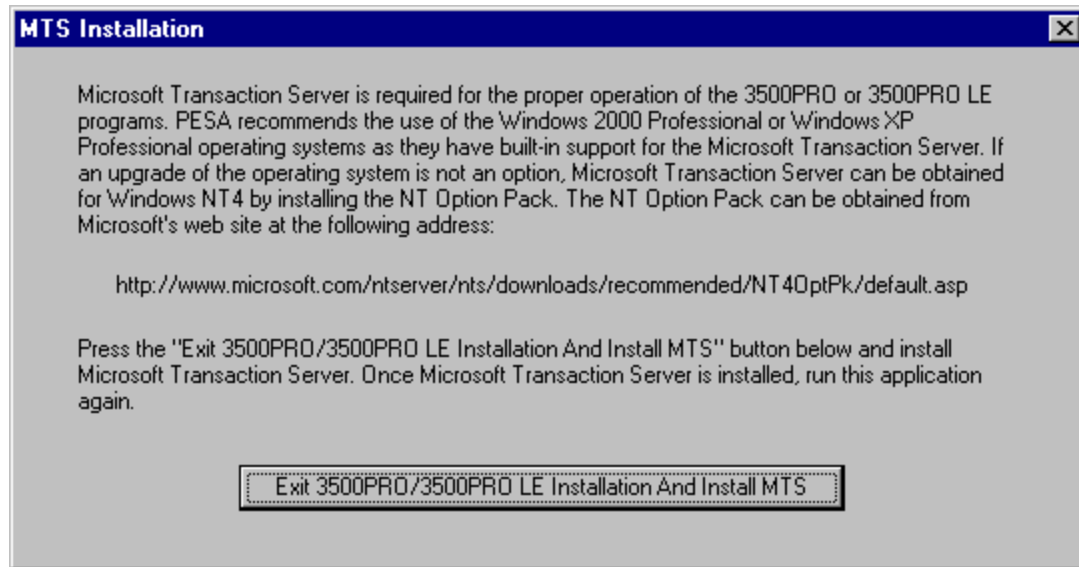 MTS Installation
Microsoft Transaction Server is required for the proper operation of the 3500PRO or 3500PRO LE
programs. PESA recommends the use of the Windows 2000 Professional or Windows XP
Professional operating systems as they have built-in support for the Microsoft Transaction Server. If
an upgrade of the operating system is not an option, Microsoft Transaction Server can be obtained
for Windows NT4 by installing the NT Option Pack. The NT Option Pack can be obtained from
Microsoft's web site at the following address:
http://www.microsoft.com/ntserver/nts/downloads/recommended/NT4OptPk/default.asp
Press the "Exit 3500PRO/3500PRO LE Installation And Install MTS" button below and install
Microsoft Transaction Server. Once Microsoft Transaction Server is installed, run this application
again.
Exit 3500PRO/3500PRO LE Installation And Install MTS